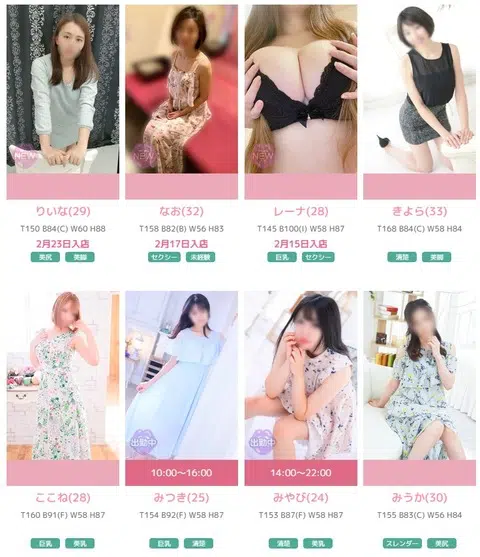 NEW
NEW
NEW
りいな(29)
なお(32)
レーナ(28)
きよら(33)
T150 B84(C) W60 H88
T158 B82(B) W56 H83
T145 B100(I) W58 H87
T168 B84(C) W58 H84
2月23日入店
2月17日入店
2月15日入店
美尻
美脚
セクシー
未経験
巨乳
セクシー
清楚
美脚
出勤中
出勤中
10:00〜16:00
14:00〜22:00
ここね(28)
みつき(25)
みやび(24)
みうか(30)
T160 B91(F) W58 H87
T154 B92(F) W58 H87
T153 B87(F) W58 H87
T155 B83(C) W56 H84
巨乳
美乳
巨乳
清楚
清楚
美乳
スレンダー
美尻